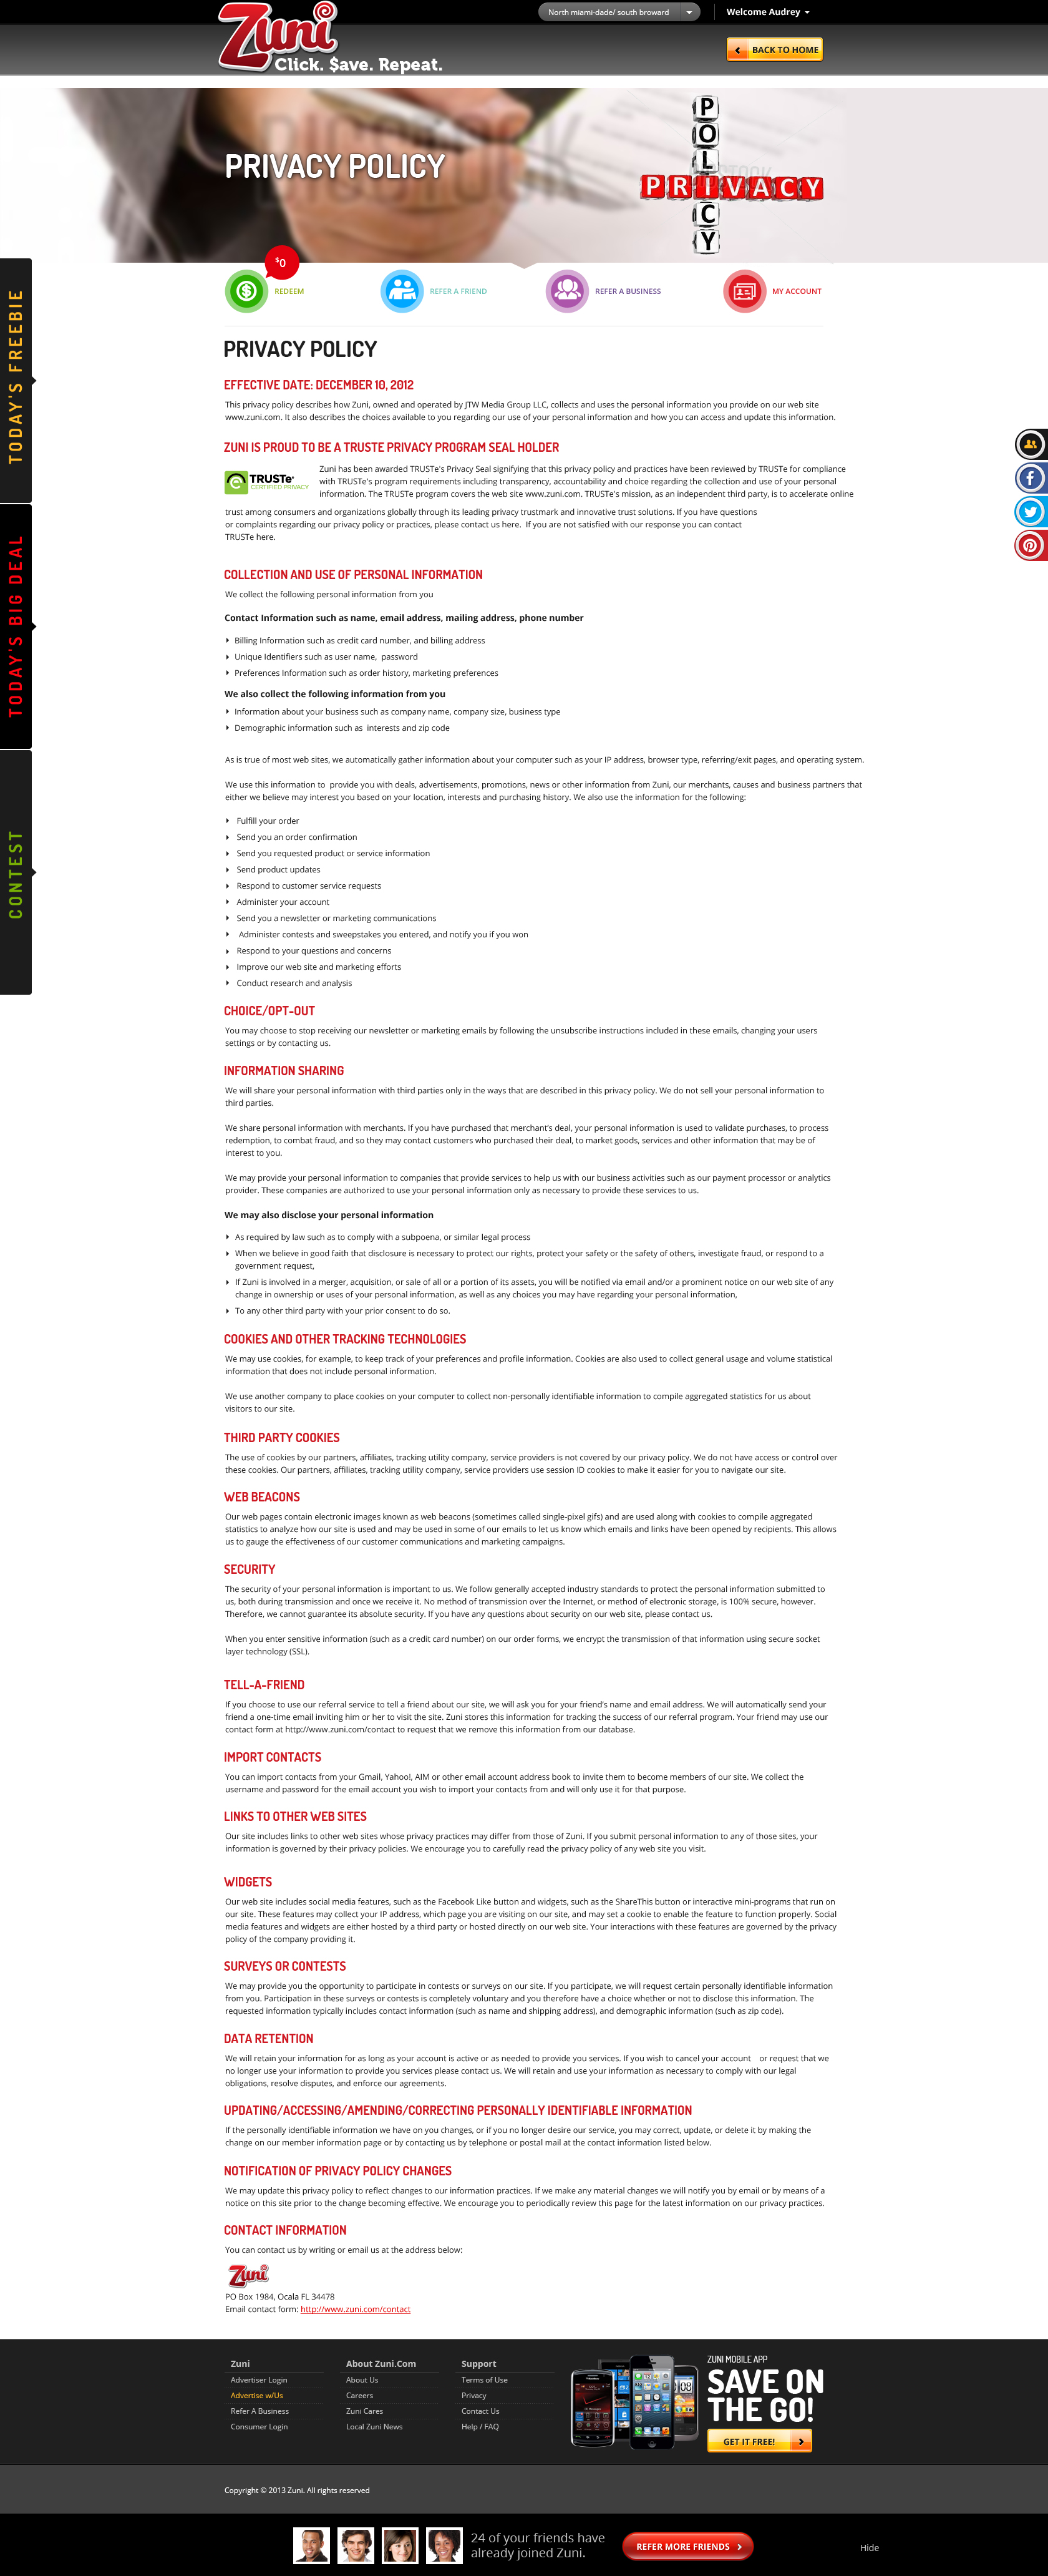 Zuni
Click. $ave. Repeat.
North miami-dade/ south broward
Welcome Audrey
BACK TO HOME
PRIVACY POLICY
POLICY
PRIVACY
$0
REDEEM
REFER A FRIEND
REFER A BUSINESS
MY ACCOUNT
TODAY'S FREEBIE
TODAY'S BIG DEAL
CONTEST
PRIVACY POLICY
EFFECTIVE DATE: DECEMBER 10, 2012
This privacy policy describes how Zuni, owned and operated by JTW Media Group LLC, collects and uses the personal information you provide on our web site
www.zuni.com. It also describes the choices available to you regarding our use of your personal information and how you can access and update this information.
ZUNI IS PROUD TO BE A TRUSTE PRIVACY PROGRAM SEAL HOLDER
TRUSTe
CERTIFIED PRIVACY
Zuni has been awarded TRUSTe's Privacy Seal signifying that this privacy policy and practices have been reviewed by TRUSTe for compliance
with TRUSTe's program requirements including transparency, accountability and choice regarding the collection and use of your personal
information. The TRUSTe program covers the web site www.zuni.com. TRUSTe's mission, as an independent third party, is to accelerate online
trust among consumers and organizations globally through its leading privacy trustmark and innovative trust solutions. If you have questions
or complaints regarding our privacy policy or practices, please contact us here. If you are not satisfied with our response you can contact
TRUSTe here.
COLLECTION AND USE OF PERSONAL INFORMATION
We collect the following personal information from you
Contact Information such as name, email address, mailing address, phone number
Billing Information such as credit card number, and billing address
Unique Identifiers such as user name, password
Preferences Information such as order history, marketing preferences
We also collect the following information from you
Information about your business such as company name, company size, business type
Demographic information such as interests and zip code
As is true of most web sites, we automatically gather information about your computer such as your IP address, browser type, referring/exit pages, and operating system.
We use this information to provide you with deals, advertisements, promotions, news or other information from Zuni, our merchants, causes and business partners that
either we believe may interest you based on your location, interests and purchasing history. We also use the information for the following:
Fulfill your order
Send you an order confirmation
Send you requested product or service information
Send product updates
Respond to customer service requests
Administer your account
Send you a newsletter or marketing communications
Administer contests and sweepstakes you entered, and notify you if you won
Respond to your questions and concerns
Improve our web site and marketing efforts
Conduct research and analysis
CHOICE/OPT-OUT
You may choose to stop receiving our newsletter or marketing emails by following the unsubscribe instructions included in these emails, changing your users
settings or by contacting us.
INFORMATION SHARING
We will share your personal information with third parties only in the ways that are described in this privacy policy. We do not sell your personal information to
third parties.
We share personal information with merchants. If you have purchased that merchant's deal, your personal information is used to validate purchases, to process
redemption, to combat fraud, and so they may contact customers who purchased their deal, to market goods, services and other information that may be of
interest to you.
We may provide your personal information to companies that provide services to help us with our business activities such as our payment processor or analytics
provider. These companies are authorized to use your personal information only as necessary to provide these services to us.
We may also disclose your personal information
As required by law such as to comply with a subpoena, or similar legal process
When we believe in good faith that disclosure is necessary to protect our rights, protect your safety or the safety of others, investigate fraud, or respond to a
government request,
If Zuni is involved in a merger, acquisition, or sale of all or a portion of its assets, you will be notified via email and/or a prominent notice on our web site of any
change in ownership or uses of your personal information, as well as any choices you may have regarding your personal information,
To any other third party with your prior consent to do so.
COOKIES AND OTHER TRACKING TECHNOLOGIES
We may use cookies, for example, to keep track of your preferences and profile information. Cookies are also used to collect general usage and volume statistical
information that does not include personal information.
We use another company to place cookies on your computer to collect non-personally identifiable information to compile aggregated statistics for us about
visitors to our site.
THIRD PARTY COOKIES
The use of cookies by our partners, affiliates, tracking utility company, service providers is not covered by our privacy policy. We do not have access or control over
these cookies. Our partners, affiliates, tracking utility company, service providers use session ID cookies to make it easier for you to navigate our site.
WEB BEACONS
Our web pages contain electronic images known as web beacons (sometimes called single-pixel gifs) and are used along with cookies to compile aggregated
statistics to analyze how our site is used and may be used in some of our emails to let us know which emails and links have been opened by recipients. This allows
us to gauge the effectiveness of our customer communications and marketing campaigns.
SECURITY
The security of your personal information is important to us. We follow generally accepted industry standards to protect the personal information submitted to
us, both during transmission and once we receive it. No method of transmission over the Internet, or method of electronic storage, is 100% secure, however.
Therefore, we cannot guarantee its absolute security. If you have any questions about security on our web site, please contact us.
When you enter sensitive information (such as a credit card number) on our order forms, we encrypt the transmission of that information using secure socket
layer technology (SSL).
TELL-A-FRIEND
If you choose to use our referral service to tell a friend about our site, we will ask you for your friend's name and email address. We will automatically send your
friend a one-time email inviting him or her to visit the site. Zuni stores this information for tracking the success of our referral program. Your friend may use our
contact form at http://www.zuni.com/contact to request that we remove this information from our database.
IMPORT CONTACTS
You can import contacts from your Gmail, Yahoo!, AIM or other email account address book to invite them to become members of our site. We collect the
username and password for the email account you wish to import your contacts from and will only use it for that purpose.
LINKS TO OTHER WEB SITES
Our site includes links to other web sites whose privacy practices may differ from those of Zuni. If you submit personal information to any of those sites, your
information is governed by their privacy policies. We encourage you to carefully read the privacy policy of any web site you visit.
WIDGETS
Our web site includes social media features, such as the Facebook Like button and widgets, such as the ShareThis button or interactive mini-programs that run on
our site. These features may collect your IP address, which page you are visiting on our site, and may set a cookie to enable the feature to function properly. Social
media features and widgets are either hosted by a third party or hosted directly on our web site. Your interactions with these features are governed by the privacy
policy of the company providing it.
SURVEYS OR CONTESTS
We may provide you the opportunity to participate in contests or surveys on our site. If you participate, we will request certain personally identifiable information
from you. Participation in these surveys or contests is completely voluntary and you therefore have a choice whether or not to disclose this information. The
requested information typically includes contact information (such as name and shipping address), and demographic information (such as zip code).
DATA RETENTION
We will retain your information for as long as your account is active or as needed to provide you services. If you wish to cancel your account or request that we
no longer use your information to provide you services please contact us. We will retain and use your information as necessary to comply with our legal
obligations, resolve disputes, and enforce our agreements.
UPDATING/ACCESSING/AMENDING/CORRECTING PERSONALLY IDENTIFIABLE INFORMATION
If the personally identifiable information we have on you changes, or if you no longer desire our service, you may correct, update, or delete it by making the
change on our member information page or by contacting us by telephone or postal mail at the contact information listed below.
NOTIFICATION OF PRIVACY POLICY CHANGES
We may update this privacy policy to reflect changes to our information practices. If we make any material changes we will notify you by email or by means of a
notice on this site prior to the change becoming effective. We encourage you to periodically review this page for the latest information on our privacy practices.
CONTACT INFORMATION
You can contact us by writing or email us at the address below:
Zuni
PO Box 1984, Ocala FL 34478
Email contact form: http://www.zuni.com/contact
Zuni
Advertiser Login
Advertise w/Us
Refer A Business
Consumer Login
About Zuni.Com
About Us
Careers
Zuni Cares
Local Zuni News
Support
Terms of Use
Privacy
Contact Us
Help / FAQ
ZUNI MOBILE APP
SAVE ON
THE GO!
GET IT FREE!
Copyright © 2013 Zuni. All rights reserved
24 of your friends have
already joined Zuni.
REFER MORE FRIENDS
Hide